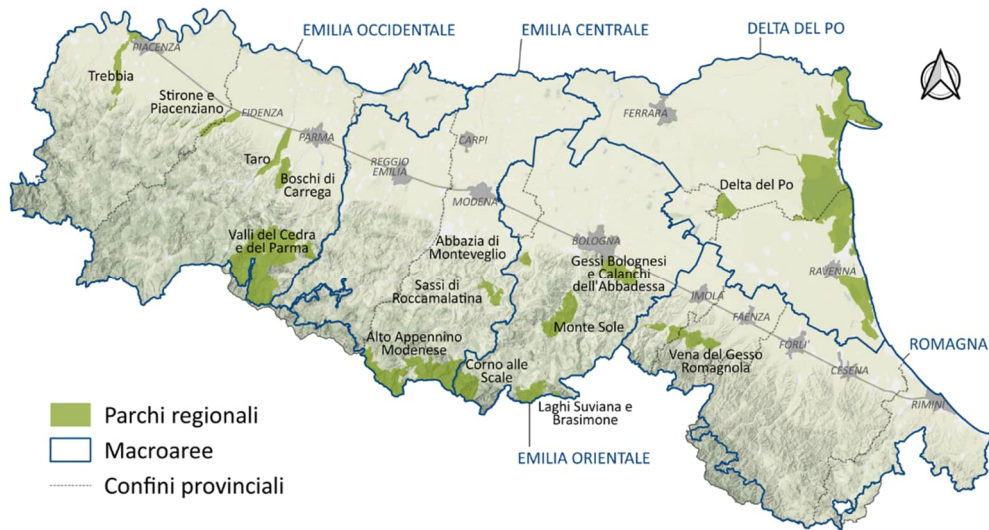 EMILIA OCCIDENTALE
EMILIA CENTRALE
DELTA DEL PO
PIACENZA
Trebbia
Stirone e
Piacenziano
FIDENZA
PARMA
Taro
Boschi di
Carrega
REGGIO
EMILIA
CARPI
MODENA
FERRARA
Delta del Po
Valli del Cedra
e del Parma
Abbazia di
Monteveglio
BOLOGNA
Gessi Bolognesi
e Calanchi
dell'Abbadessa
Sassi di
Roccamalatina
RAVENNA
IMOLA
FAENZA
Monte Sole
Alto Appennino
Modenese
Corno alle
Scale
Vena del Gesso
Romagnola
FORLI'
CESENA
ROMAGNA
RIMINI
Laghi Suviana e
Brasimone
EMILIA ORIENTALE
Parchi regionali
Macroaree
Confini provinciali